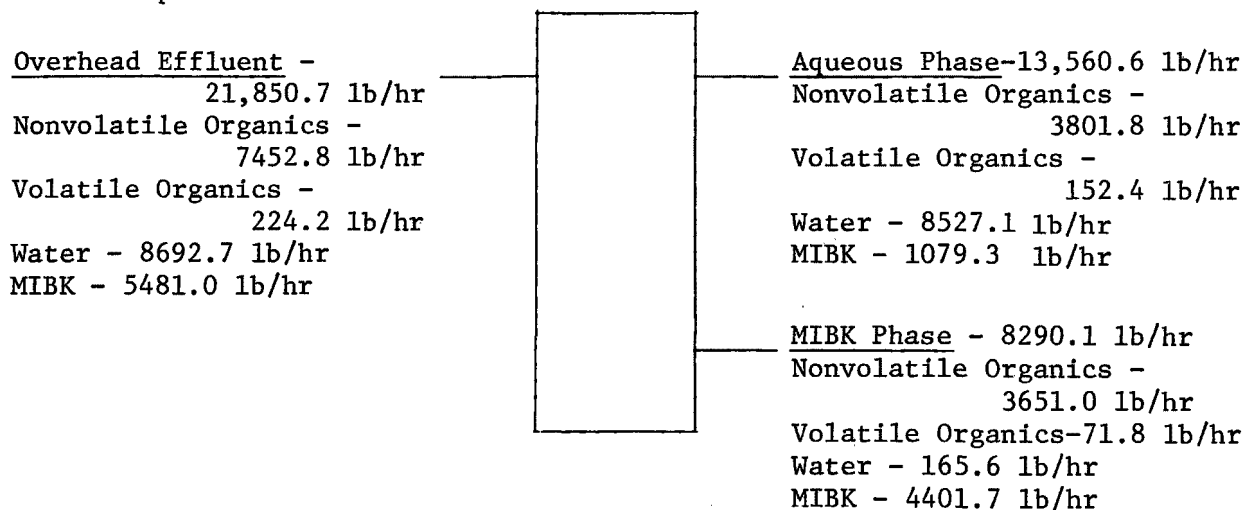 Overhead Effluent -
21,850.7 lb/hr
Nonvolatile Organics -
7452.8 lb/hr
Volatile Organics -
224.2 lb/hr
Water - 8692.7 lb/hr
MIBK - 5481.0 lb/hr
Aqueous Phase-13,560.6 lb/hr
Nonvolatile Organics -
3801.8 lb/hr
Volatile Organics -
152.4 lb/hr
Water - 8527.1 lb/hr
MIBK - 1079.3 lb/hr
MIBK Phase - 8290.1 lb/hr
Nonvolatile Organics -
3651.0 lb/hr
Volatile Organics-71.8 lb/hr
Water - 165.6 lb/hr
MIBK - 4401.7 lb/hr